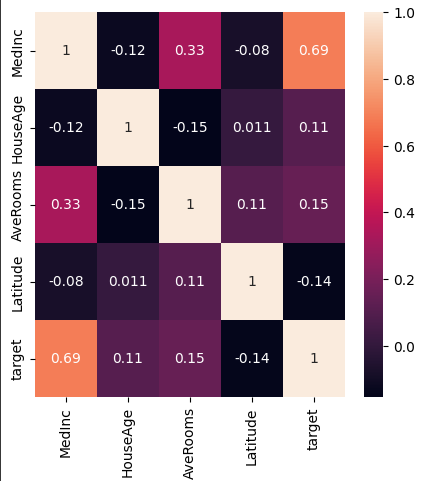 MedInc 1 -0.12 0.33 -0.08 0.69
HouseAge -0.12 1 -0.15 0.011 0.11
AveRooms 0.33 -0.15 1 0.11 0.15
Latitude -0.08 0.011 0.11 1 -0.14
target 0.69 0.11 0.15 -0.14 1
MedInc HouseAge AveRooms Latitude target
1.0
0.8
0.6
0.4
0.2
0.0